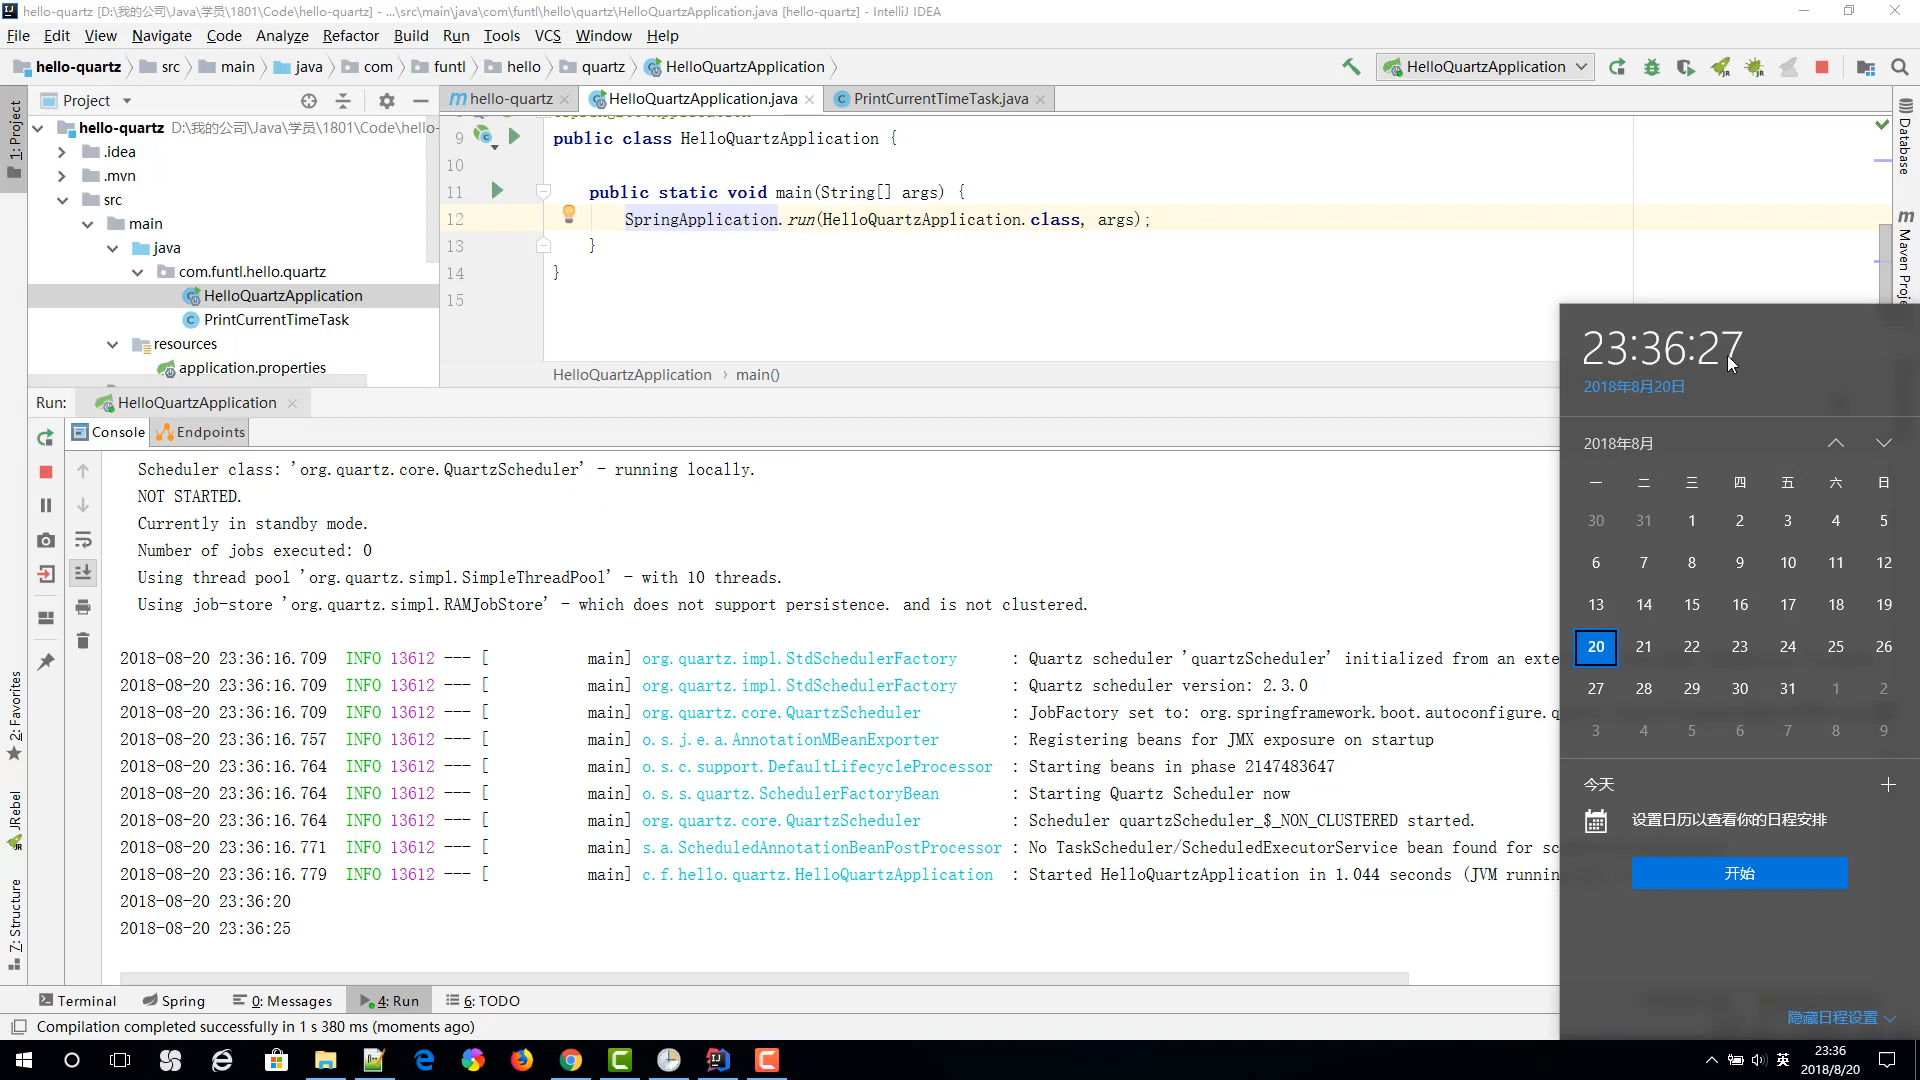 hello-quartz [D:\我的公司\Java\学员\1801\Code\hello-quartz] - ...\src\main\java\com\funtl\hello\quartz\HelloQuartzApplication.java [hello-quartz] - IntelliJ IDEA
File Edit View Navigate Code Analyze Refactor Build Run Tools VCS Window Help
hello-quartz src main java com funtl hello quartz HelloQuartzApplication
HelloQuartzApplication
Project
hello-quartz HelloQuartzApplication.java PrintCurrentTimeTask.java
hello-quartz D:\我的公司\Java\学员\1801\Code\hello-
.idea
.mvn
src
main
java
com.funtl.hello.quartz
HelloQuartzApplication
PrintCurrentTimeTask
resources
application.properties
9 public class HelloQuartzApplication {
10
11 public static void main(String[] args) {
12 SpringApplication.run(HelloQuartzApplication.class, args);
13 }
14 }
15
HelloQuartzApplication › main()
1: Project
2: Favorites
JRebel
7: Structure
Database
Maven Proje
Run: HelloQuartzApplication
Console Endpoints
Scheduler class: 'org.quartz.core.QuartzScheduler' - running locally.
NOT STARTED.
Currently in standby mode.
Number of jobs executed: 0
Using thread pool 'org.quartz.simpl.SimpleThreadPool' - with 10 threads.
Using job-store 'org.quartz.simpl.RAMJobStore' - which does not support persistence. and is not clustered.
2018-08-20 23:36:16.709 INFO 13612 --- [ main] org.quartz.impl.StdSchedulerFactory : Quartz scheduler 'quartzScheduler' initialized from an exte
2018-08-20 23:36:16.709 INFO 13612 --- [ main] org.quartz.impl.StdSchedulerFactory : Quartz scheduler version: 2.3.0
2018-08-20 23:36:16.709 INFO 13612 --- [ main] org.quartz.core.QuartzScheduler : JobFactory set to: org.springframework.boot.autoconfigure.q
2018-08-20 23:36:16.757 INFO 13612 --- [ main] o.s.j.e.a.AnnotationMBeanExporter : Registering beans for JMX exposure on startup
2018-08-20 23:36:16.764 INFO 13612 --- [ main] o.s.c.support.DefaultLifecycleProcessor : Starting beans in phase 2147483647
2018-08-20 23:36:16.764 INFO 13612 --- [ main] o.s.s.quartz.SchedulerFactoryBean : Starting Quartz Scheduler now
2018-08-20 23:36:16.764 INFO 13612 --- [ main] org.quartz.core.QuartzScheduler : Scheduler quartzScheduler_$_NON_CLUSTERED started.
2018-08-20 23:36:16.771 INFO 13612 --- [ main] s.a.ScheduledAnnotationBeanPostProcessor : No TaskScheduler/ScheduledExecutorService bean found for sc
2018-08-20 23:36:16.779 INFO 13612 --- [ main] c.f.hello.quartz.HelloQuartzApplication : Started HelloQuartzApplication in 1.044 seconds (JVM runnin
2018-08-20 23:36:20
2018-08-20 23:36:25
23:36:27
2018年8月20日
2018年8月
一 二 三 四 五 六 日
30 31 1 2 3 4 5
6 7 8 9 10 11 12
13 14 15 16 17 18 19
20 21 22 23 24 25 26
27 28 29 30 31 1 2
3 4 5 6 7 8 9
今天
设置日历以查看你的日程安排
开始
隐藏日程设置
Terminal Spring 0: Messages 4: Run 6: TODO
Compilation completed successfully in 1 s 380 ms (moments ago)
英
23:36
2018/8/20